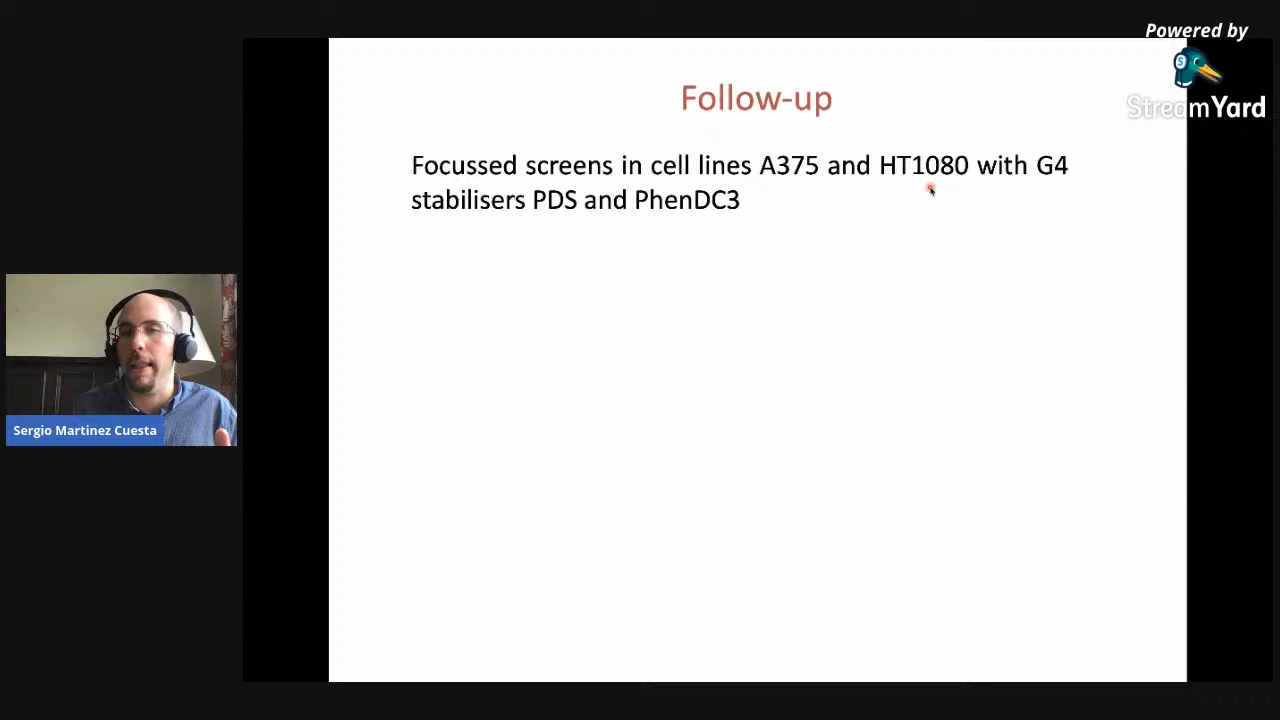 Powered by
StreamYard
Follow-up
Focussed screens in cell lines A375 and HT1080 with G4
stabilisers PDS and PhenDC3
Sergio Martinez Cuesta